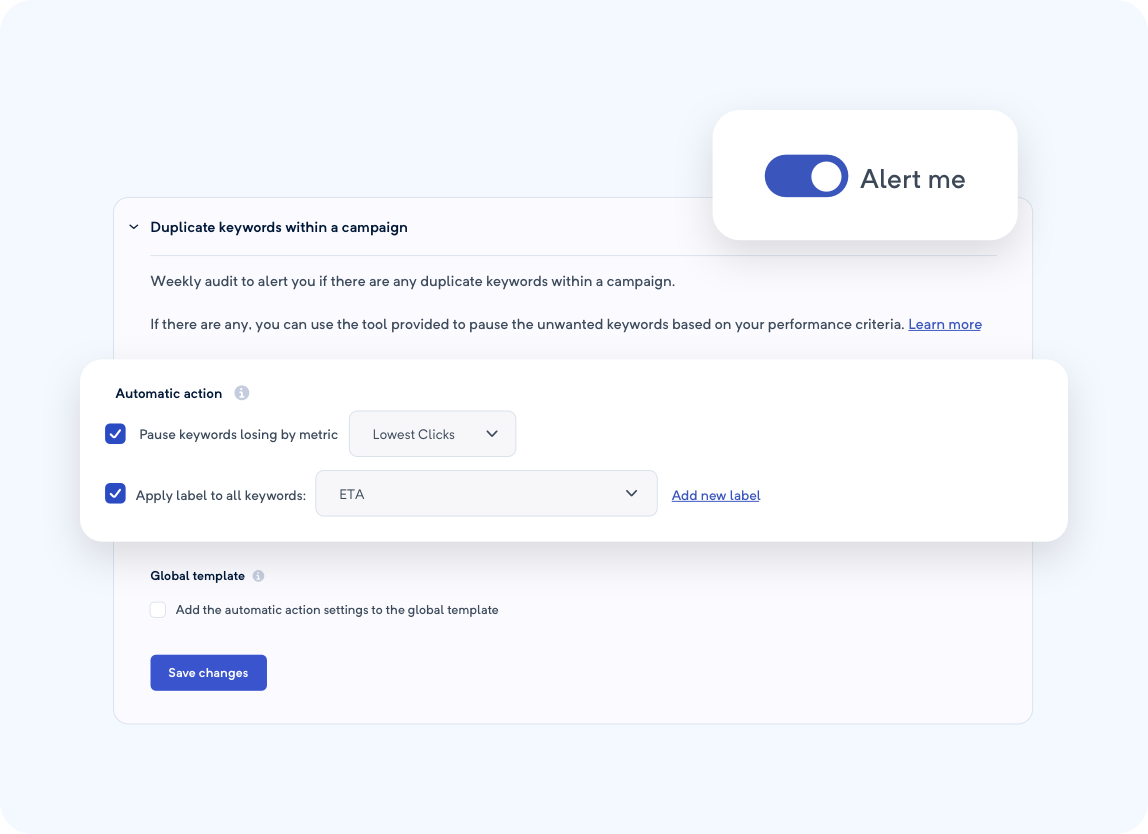 Alert me
Duplicate keywords within a campaign
Weekly audit to alert you if there are any duplicate keywords within a campaign.
If there are any, you can use the tool provided to pause the unwanted keywords based on your performance criteria. Learn more
Automatic action
Pause keywords losing by metric
Lowest Clicks
Apply label to all keywords:
ETA
Add new label
Global template
Add the automatic action settings to the global template
Save changes